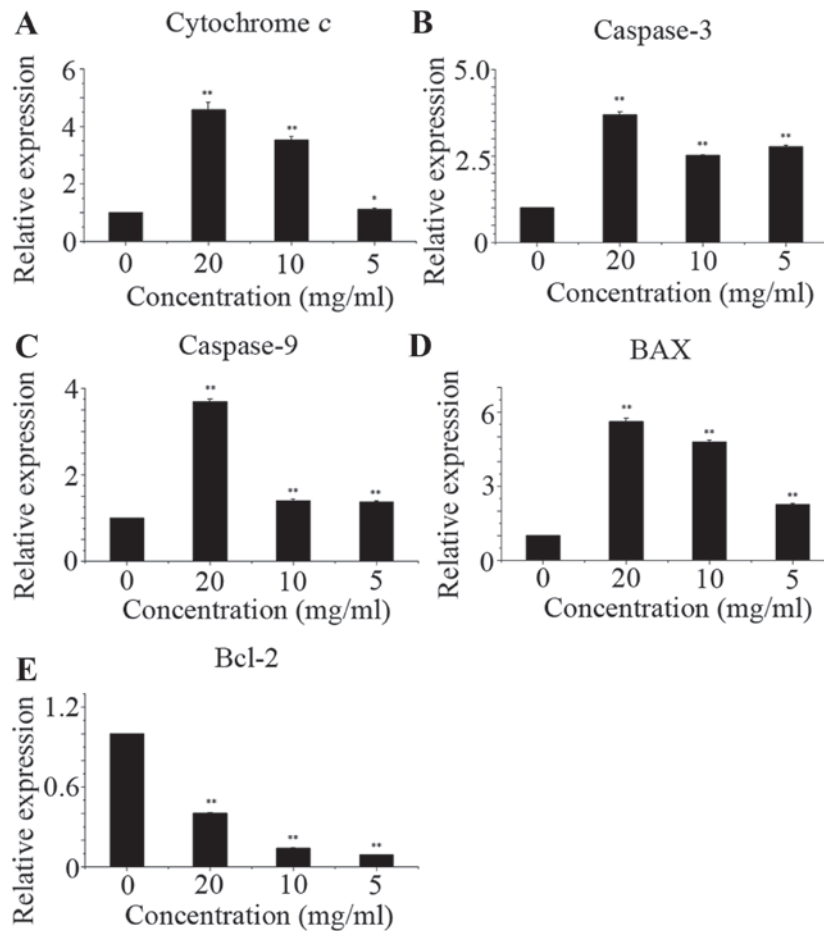 A
Cytochrome c
Relative expression
6
4
2
0
**
**
*
0 20 10 5
Concentration (mg/ml)
B
Caspase-3
Relative expression
5.0
2.5
0
**
**
**
0 20 10 5
Concentration (mg/ml)
C
Caspase-9
Relative expression
4
2
0
**
**
**
0 20 10 5
Concentration (mg/ml)
D
BAX
Relative expression
6
3
0
**
**
**
0 20 10 5
Concentration (mg/ml)
E
Bcl-2
Relative expression
1.2
0.6
0
**
**
**
0 20 10 5
Concentration (mg/ml)